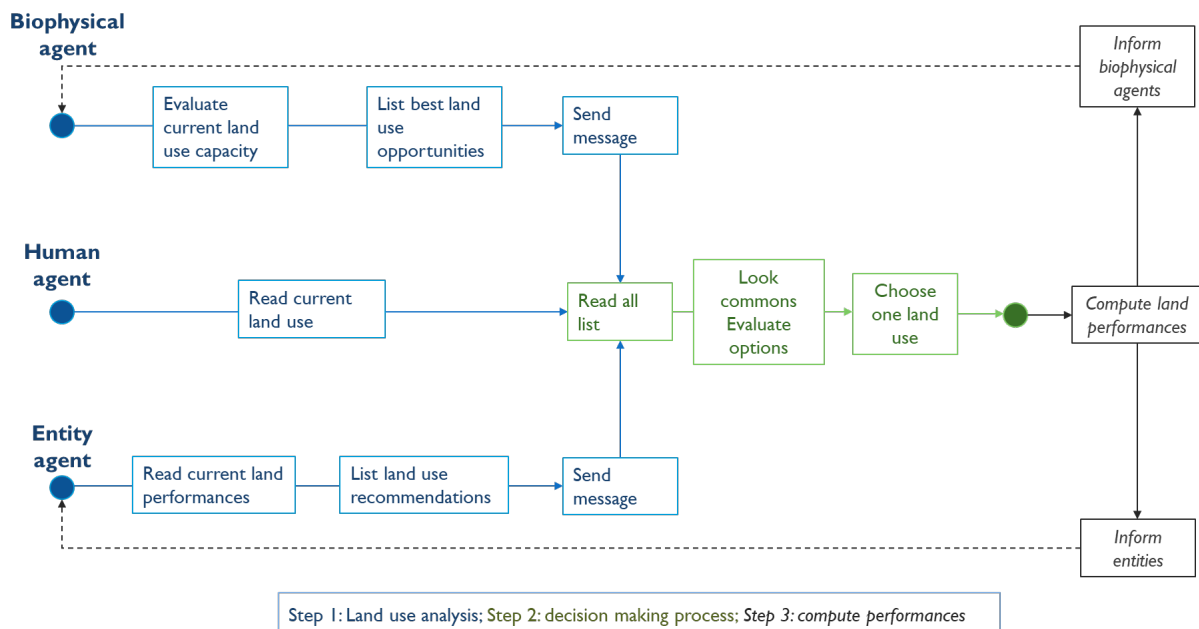 Biophysical
agent
Inform
biophysical
agents
Evaluate
current land
use capacity
List best land
use
opportunities
Send
message
Human
agent
Read current
land use
Read all
list
Look
commons
Evaluate
options
Choose
one land
use
Compute land
performances
Entity
agent
Read current land
performances
List land use
recommendations
Send
message
Inform
entities
Step 1: Land use analysis; Step 2: decision making process; Step 3: compute performances